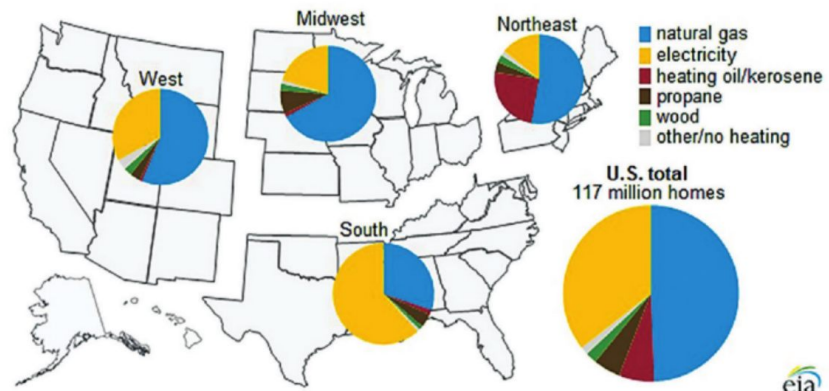 Midwest
Northeast
West
South
natural gas
electricity
heating oil/kerosene
propane
wood
other/no heating
U.S. total
117 million homes
eia